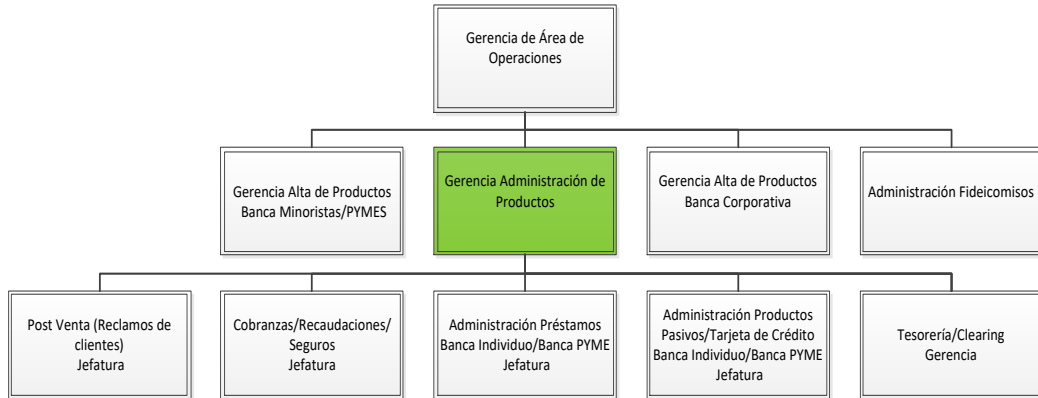 Gerencia de Área de
Operaciones
Gerencia Alta de Productos
Banca Minoristas/PYMES
Gerencia Administración de
Productos
Gerencia Alta de Productos
Banca Corporativa
Administración Fideicomisos
Post Venta (Reclamos de
clientes)
Jefatura
Cobranzas/Recaudaciones/
Seguros
Jefatura
Administración Préstamos
Banca Individuo/Banca PYME
Jefatura
Administración Productos
Pasivos/Tarjeta de Crédito
Banca Individuo/Banca PYME
Jefatura
Tesorería/Clearing
Gerencia